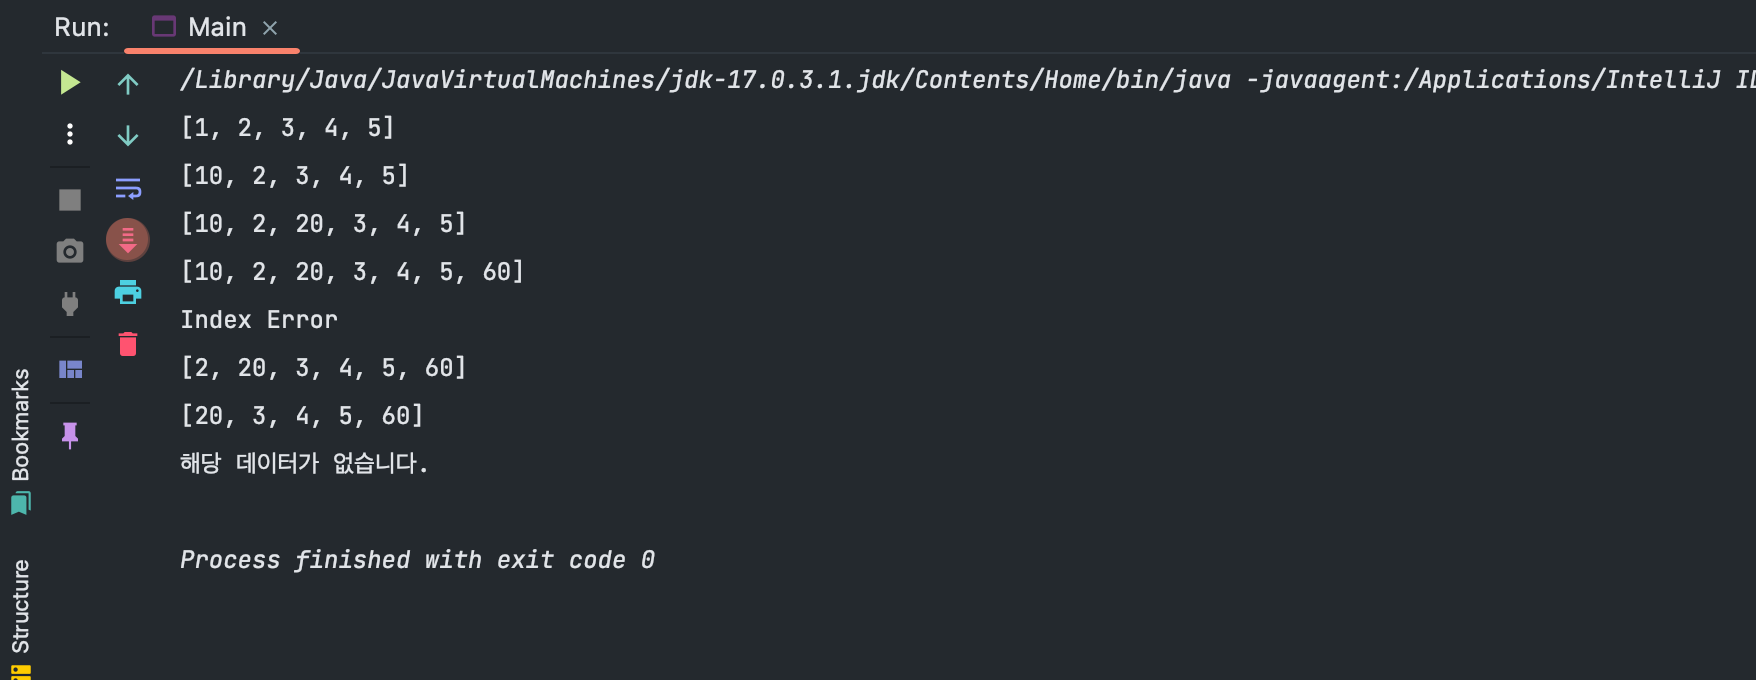 Run: Main
/Library/Java/JavaVirtualMachines/jdk-17.0.3.1.jdk/Contents/Home/bin/java -javaagent:/Applications/IntelliJ ID
[1, 2, 3, 4, 5]
[10, 2, 3, 4, 5]
[10, 2, 20, 3, 4, 5]
[10, 2, 20, 3, 4, 5, 60]
Index Error
[2, 20, 3, 4, 5, 60]
[20, 3, 4, 5, 60]
해당 데이터가 없습니다.
Process finished with exit code 0
Bookmarks
Structure